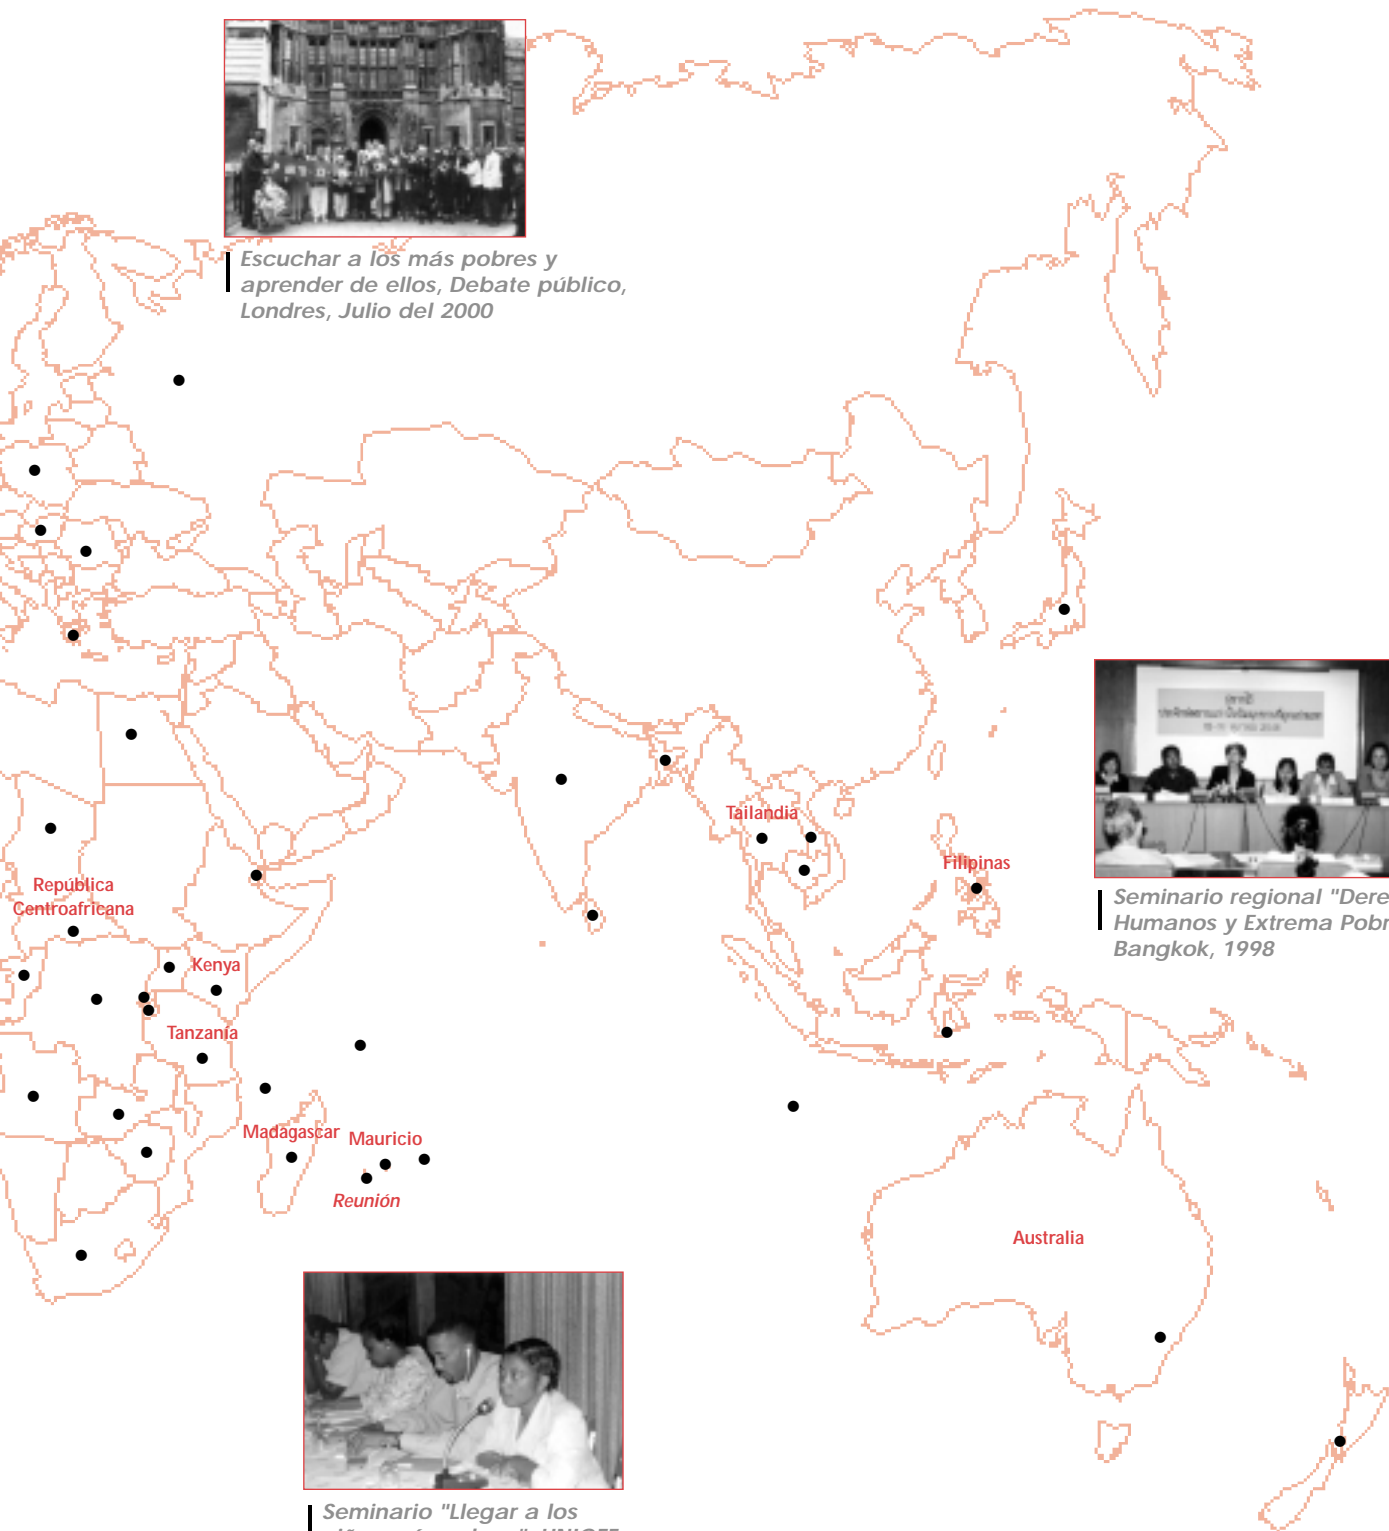 Escuchar a los más pobres y
aprender de ellos, Debate público,
Londres, Julio del 2000
Tailandia
Filipinas
Seminario regional "Dere
Humanos y Extrema Pobr
Bangkok, 1998
República
Centroafricana
Kenya
Tanzanía
Madagascar
Mauricio
Reunión
Australia
Seminario "Llegar a los